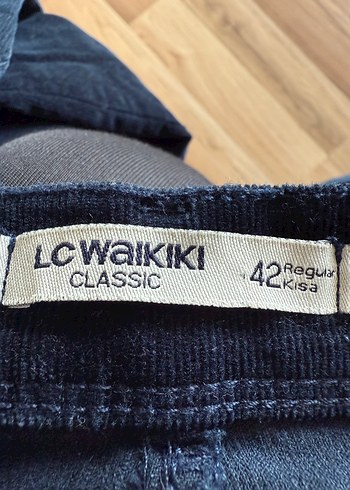 LC WAIKIKI
CLASSIC
42 Regular
Kısa